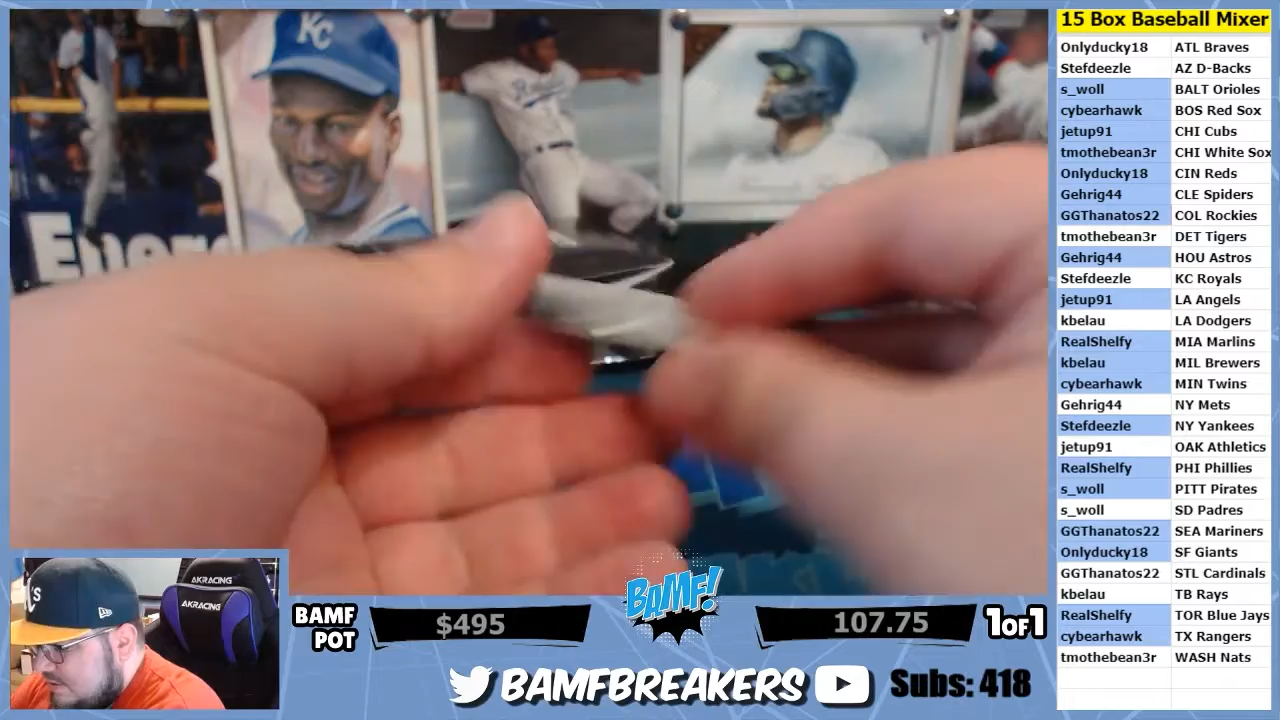 15 Box Baseball Mixer
Onlyducky18 ATL Braves
Stefdeezle AZ D-Backs
s_woll BALT Orioles
cybearhawk BOS Red Sox
jetup91 CHI Cubs
tmothebean3r CHI White Sox
Onlyducky18 CIN Reds
Gehrig44 CLE Spiders
GGThanatos22 COL Rockies
tmothebean3r DET Tigers
Gehrig44 HOU Astros
Stefdeezle KC Royals
jetup91 LA Angels
kbelau LA Dodgers
RealShelfy MIA Marlins
kbelau MIL Brewers
cybearhawk MIN Twins
Gehrig44 NY Mets
Stefdeezle NY Yankees
jetup91 OAK Athletics
RealShelfy PHI Phillies
s_woll PITT Pirates
s_woll SD Padres
GGThanatos22 SEA Mariners
Onlyducky18 SF Giants
GGThanatos22 STL Cardinals
kbelau TB Rays
RealShelfy TOR Blue Jays
cybearhawk TX Rangers
tmothebean3r WASH Nats
KC
AKRACING
AKRACING
BAMF POT
$495
BAMF!
107.75
1OF1
BAMFBREAKERS
Subs: 418